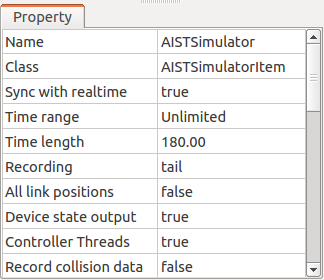 Property
Name AISTSimulator
Class AISTSimulatorItem
Sync with realtime true
Time range Unlimited
Time length 180.00
Recording tail
All link positions false
Device state output true
Controller Threads true
Record collision data false